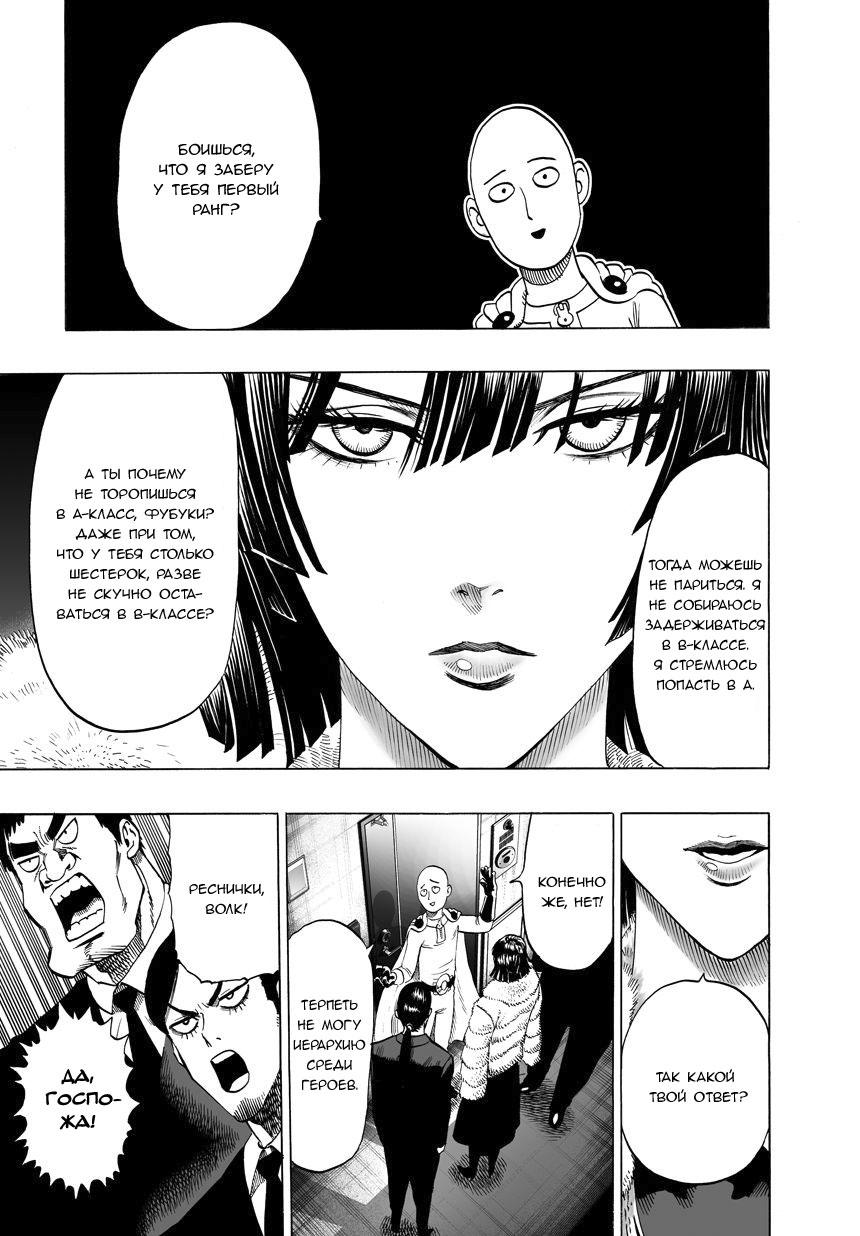 БОИШЬСЯ,
ЧТО Я ЗАБЕРУ
У ТЕБЯ ПЕРВЫЙ
РАНГ?
ТОГДА МОЖЕШЬ
НЕ ПАРИТЬСЯ. Я
НЕ СОБИРАЮСЬ
ЗАДЕРЖИВАТЬСЯ
В В-КЛАССЕ.
Я СТРЕМЛЮСЬ
ПОПАСТЬ В А.
А ТЫ ПОЧЕМУ
НЕ ТОРОПИШЬСЯ
В А-КЛАСС, ФУБУКИ?
ДАЖЕ ПРИ ТОМ,
ЧТО У ТЕБЯ СТОЛЬКО
ШЕСТЕРОК, РАЗВЕ
НЕ СКУЧНО ОСТА-
ВАТЬСЯ В В-КЛАССЕ?
ТАК КАКОЙ
ТВОЙ ОТВЕТ?
КОНЕЧНО
ЖЕ, НЕТ!
ТЕРПЕТЬ
НЕ МОГУ
ИЕРАРХИЮ
СРЕДИ
ГЕРОЕВ.
РЕСНИЧКИ,
ВОЛК!
ДА,
ГОСПО-
ЖА!